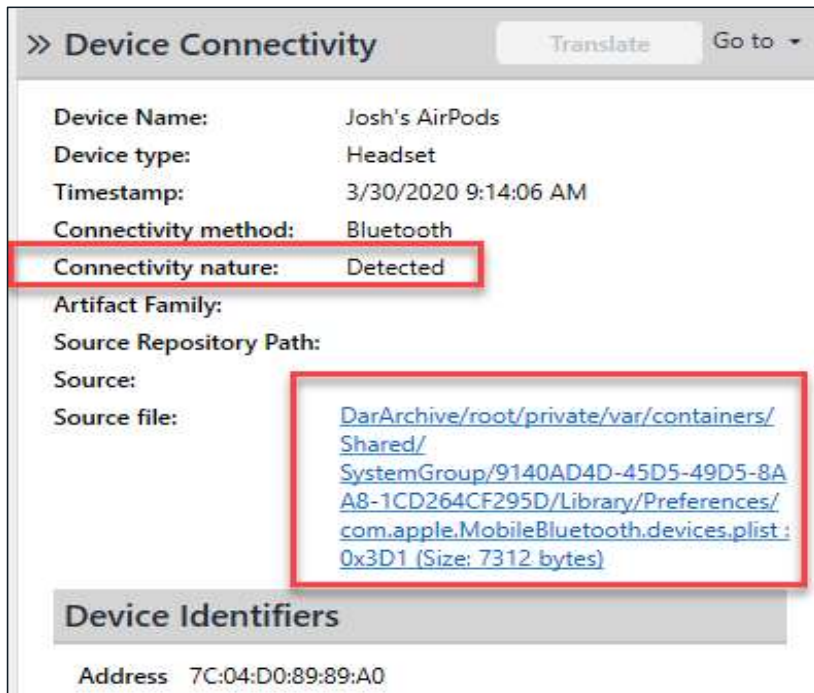 » Device Connectivity Translate Go to
Device Name: Josh's AirPods
Device type: Headset
Timestamp: 3/30/2020 9:14:06 AM
Connectivity method: Bluetooth
Connectivity nature: Detected
Artifact Family:
Source Repository Path:
Source:
Source file: DarArchive/root/private/var/containers/
Shared/
SystemGroup/9140AD4D-45D5-49D5-8A
A8-1CD264CF295D/Library/Preferences/
com.apple.MobileBluetooth.devices.plist :
0x3D1 (Size: 7312 bytes)
Device Identifiers
Address 7C:04:D0:89:89:A0